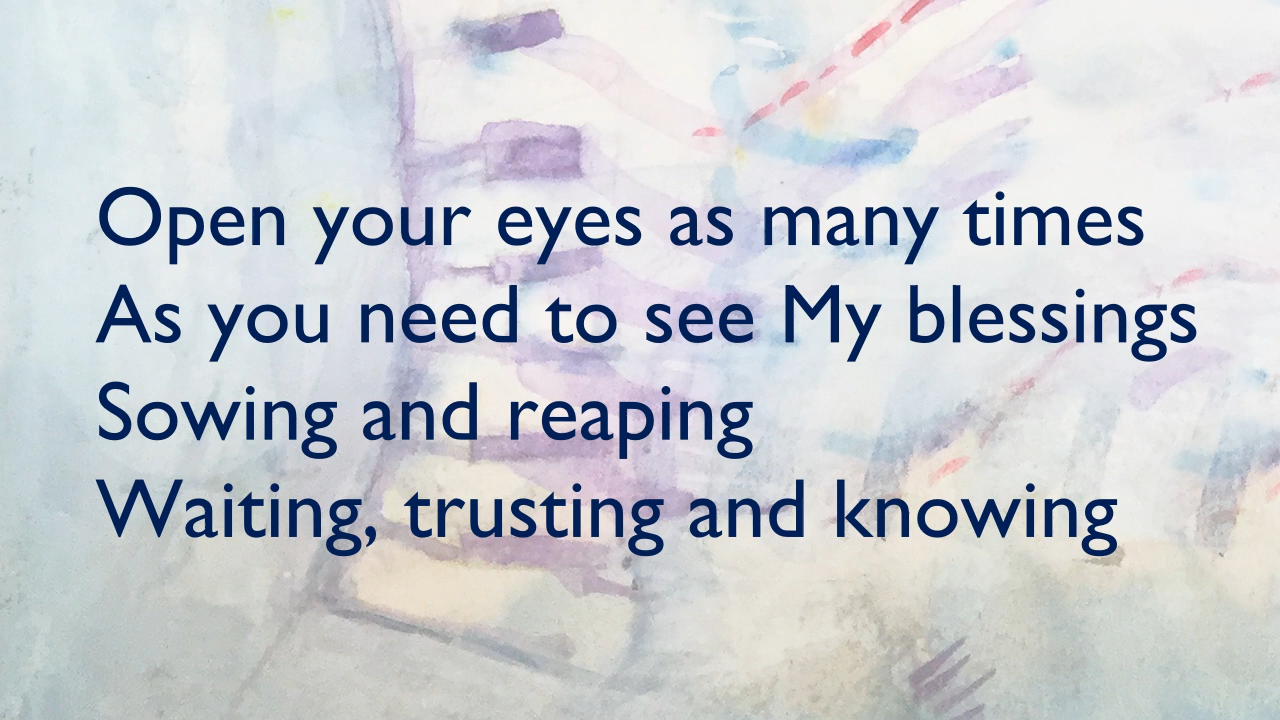 Open your eyes as many times
As you need to see My blessings
Sowing and reaping
Waiting, trusting and knowing